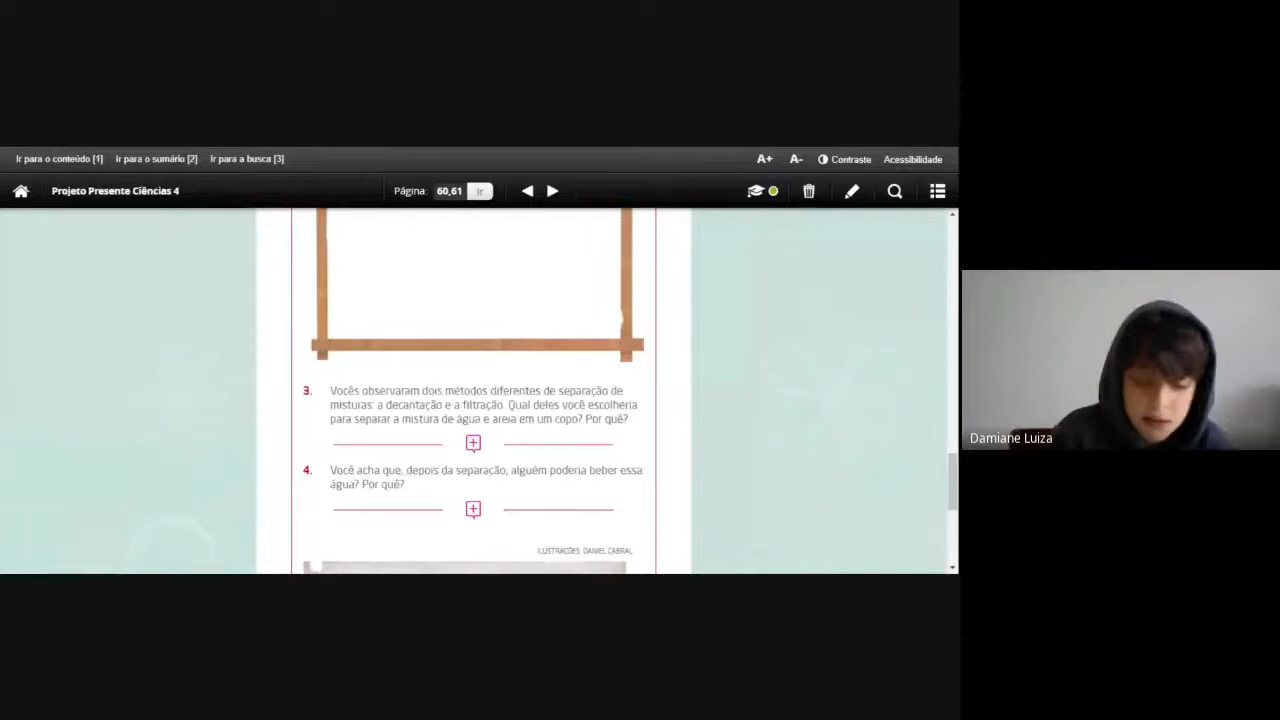 Ir para o conteúdo [1] Ir para o sumário [2] Ir para a busca [3] A+ A- Contraste Acessibilidade
Projeto Presente Ciências 4 Página: 60,61 Ir
3. Vocês observaram dois métodos diferentes de separação de
misturas: a decantação e a filtração. Qual deles você escolheria
para separar a mistura de água e areia em um copo? Por quê?
4. Você acha que, depois da separação, alguém poderia beber essa
água? Por quê?
ILUSTRAÇÕES: DANIEL CABRAL
Damiane Luiza